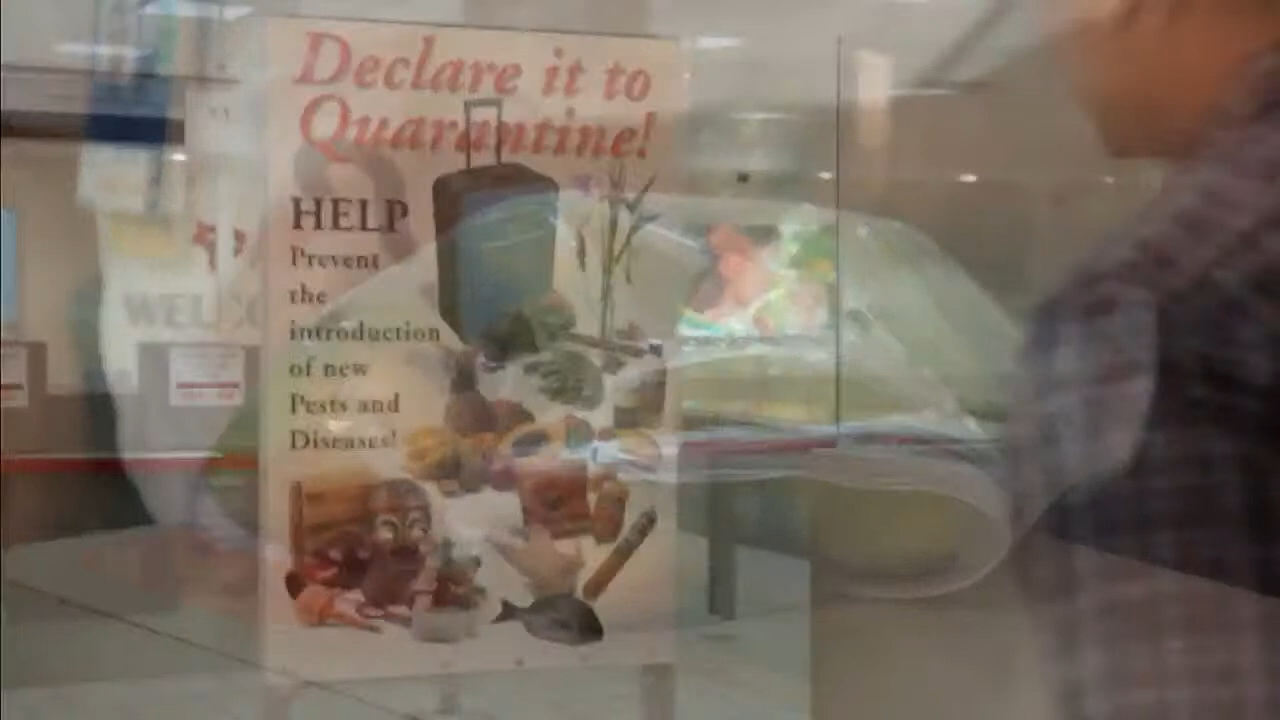 Declare it to
Quarantine!
HELP
Prevent
the
introduction
of new
Pests and
Diseases!